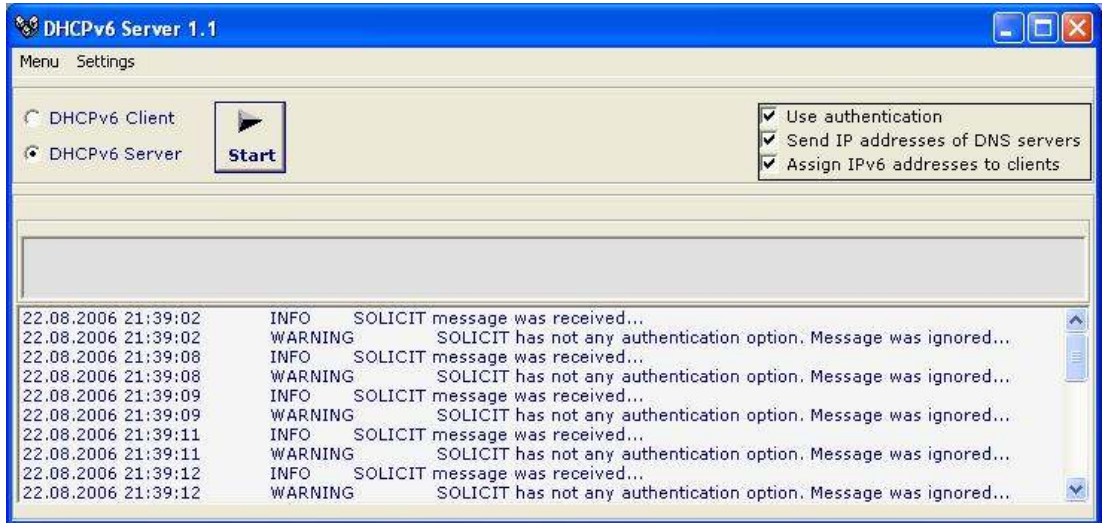 DHCPv6 Server 1.1
Menu Settings
DHCPv6 Client
DHCPv6 Server
Start
Use authentication
Send IP addresses of DNS servers
Assign IPv6 addresses to clients
22.08.2006 21:39:02 INFO SOLICIT message was received...
22.08.2006 21:39:02 WARNING SOLICIT has not any authentication option. Message was ignored...
22.08.2006 21:39:08 INFO SOLICIT message was received...
22.08.2006 21:39:08 WARNING SOLICIT has not any authentication option. Message was ignored...
22.08.2006 21:39:09 INFO SOLICIT message was received...
22.08.2006 21:39:09 WARNING SOLICIT has not any authentication option. Message was ignored...
22.08.2006 21:39:11 INFO SOLICIT message was received...
22.08.2006 21:39:11 WARNING SOLICIT has not any authentication option. Message was ignored...
22.08.2006 21:39:12 INFO SOLICIT message was received...
22.08.2006 21:39:12 WARNING SOLICIT has not any authentication option. Message was ignored...